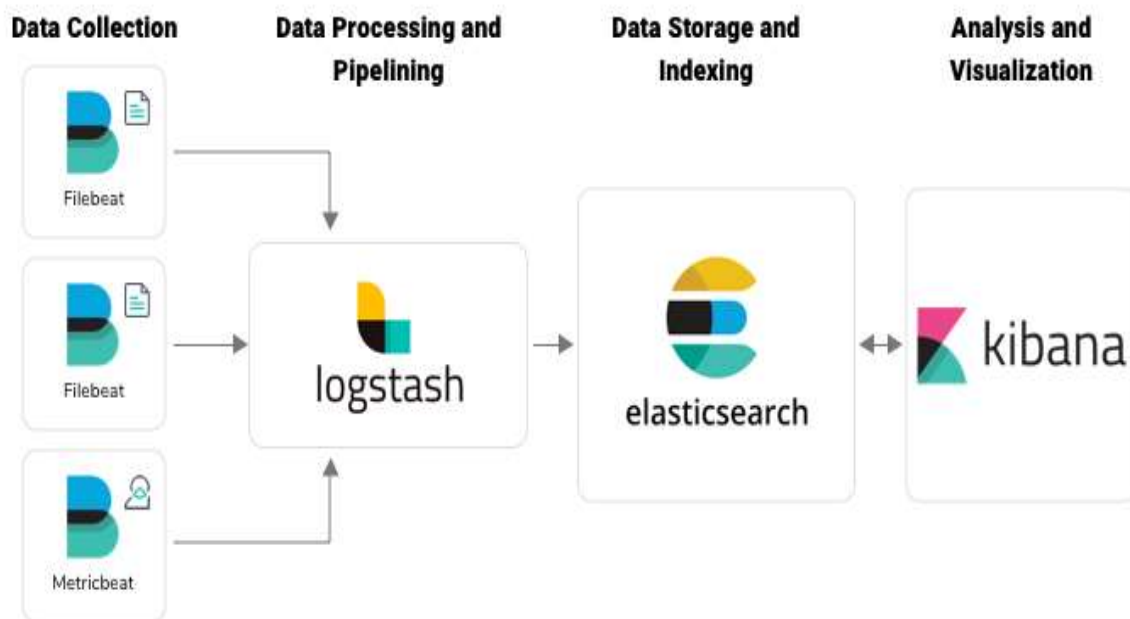 Data Collection
Data Processing and
Pipelining
Data Storage and
Indexing
Analysis and
Visualization
Filebeat
Filebeat
Metricbeat
logstash
elasticsearch
kibana